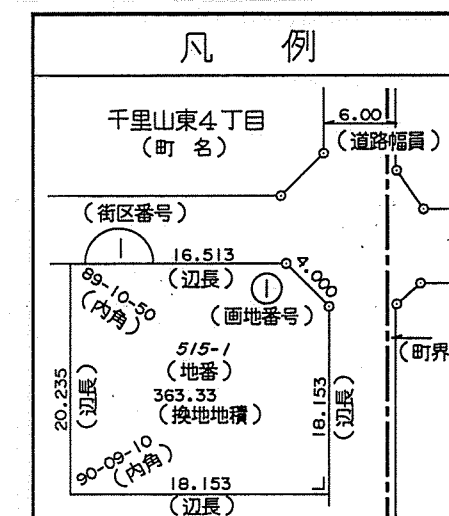 凡 例
千里山東4丁目
(町 名)
6.00
(道路幅員)
(街区番号)
1
16.513
(辺長)
4.000
89-10-50
(内角)
1
(画地番号)
515-1
(地番)
363.33
(換地地積)
20.235
(辺長)
18.153
(辺長)
(町界
90-09-10
(内角)
18.153
(辺長)